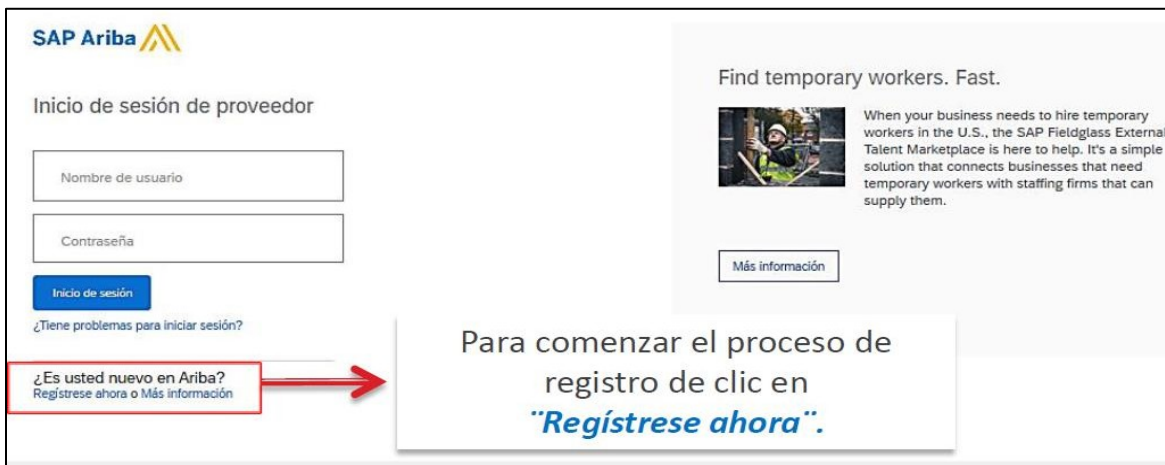 SAP Ariba
Inicio de sesión de proveedor
Nombre de usuario
Contraseña
Inicio de sesión
¿Tiene problemas para iniciar sesión?
¿Es usted nuevo en Ariba?
Regístrese ahora o Más información
Find temporary workers. Fast.
When your business needs to hire temporary
workers in the U.S., the SAP Fieldglass External
Talent Marketplace is here to help. It's a simple
solution that connects businesses that need
temporary workers with staffing firms that can
supply them.
Más información
Para comenzar el proceso de
registro de clic en
¨Regístrese ahora¨.